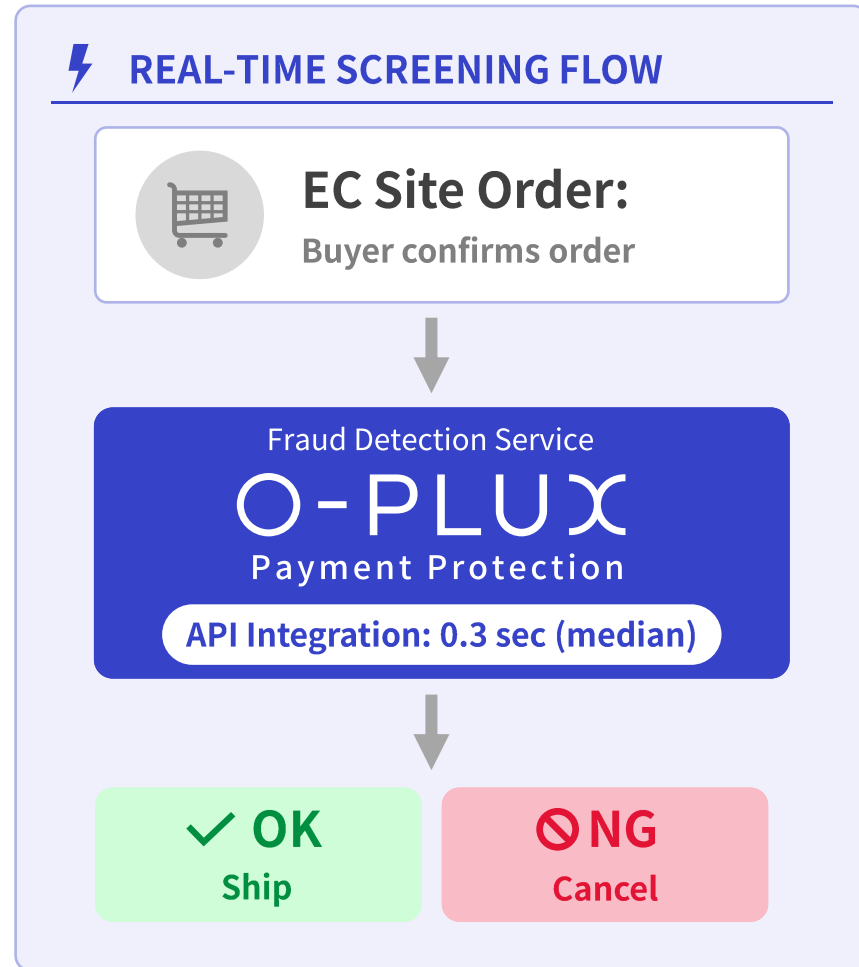 REAL-TIME SCREENING FLOW
EC Site Order:
Buyer confirms order
Fraud Detection Service
O-PLUX
Payment Protection
API Integration: 0.3 sec (median)
OK
Ship
NG
Cancel